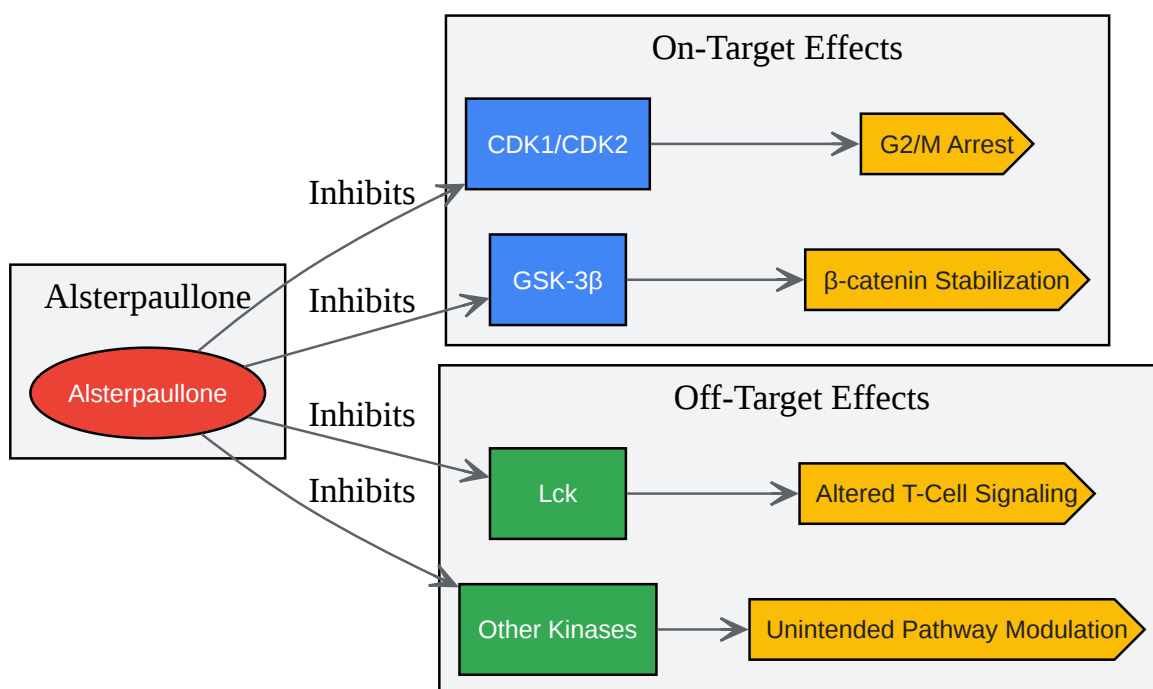 On-Target Effects
CDK1/CDK2
G2/M Arrest
Inhibits
GSK-3β
β-catenin Stabilization
Inhibits
Alsterpaullone
Alsterpaullone
Off-Target Effects
Inhibits
Lck
Altered T-Cell Signaling
Inhibits
Other Kinases
Unintended Pathway Modulation